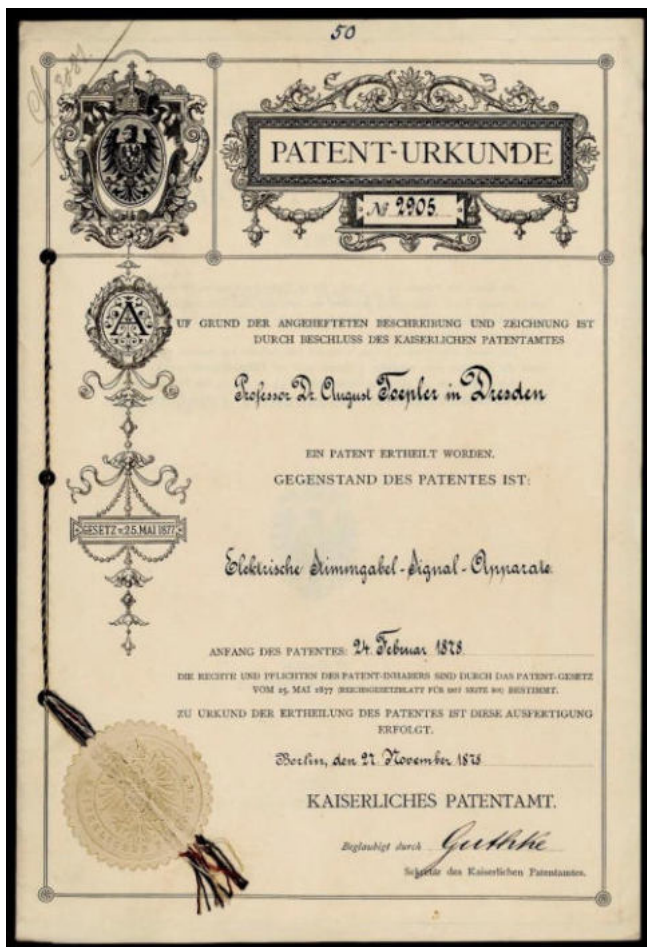 50
PATENT-URKUNDE
No 2905.
AUF GRUND DER ANGEHEFTETEN BESCHREIBUNG UND ZEICHNUNG IST
DURCH BESCHLUSS DES KAISERLICHEN PATENTAMTES
Professor Dr. August Toepler in Dresden
EIN PATENT ERTHEILT WORDEN.
GEGENSTAND DES PATENTES IST:
GESETZ v. 25. MAI 1877
Elektrische Stimmgabel-Signal-Apparate.
ANFANG DES PATENTES: 24. Februar 1878.
DIE RECHTE UND PFLICHTEN DES PATENT-INHABERS SIND DURCH DAS PATENT-GESETZ
VOM 25. MAI 1877 (REICHSGESETZBLATT FÜR 1877 SEITE 501) BESTIMMT.
ZU URKUND DER ERTHEILUNG DES PATENTES IST DIESE AUSFERTIGUNG
ERFOLGT.
Berlin, den 27. November 1878
KAISERLICHES PATENTAMT.
Beglaubigt durch Guthke
Sekretär des Kaiserlichen Patentamtes.